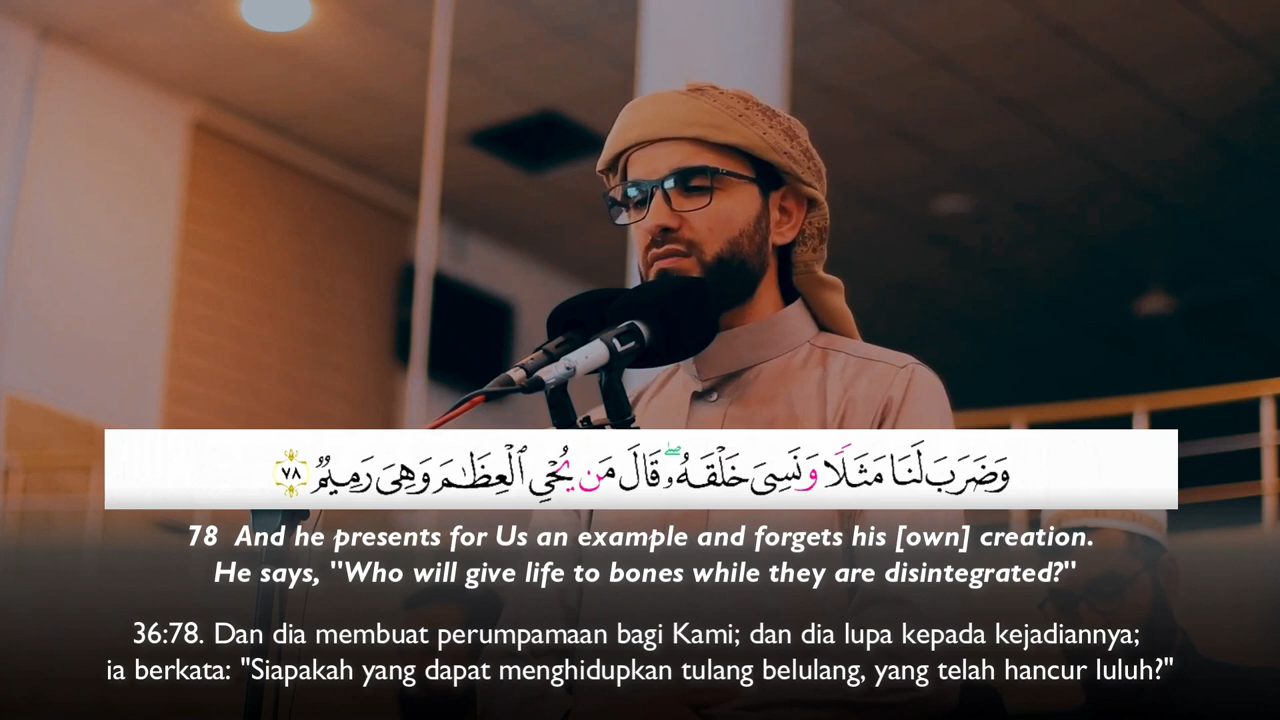 وَضَرَبَ لَنَا مَثَلًا وَنَسِىَ خَلْقَهُۥ ۖ قَالَ مَن يُحْىِ ٱلْعِظَٰمَ وَهِىَ رَمِيمٌ ٧٨
78 And he presents for Us an example and forgets his [own] creation.
He says, "Who will give life to bones while they are disintegrated?"
36:78. Dan dia membuat perumpamaan bagi Kami; dan dia lupa kepada kejadiannya;
ia berkata: "Siapakah yang dapat menghidupkan tulang belulang, yang telah hancur luluh?"